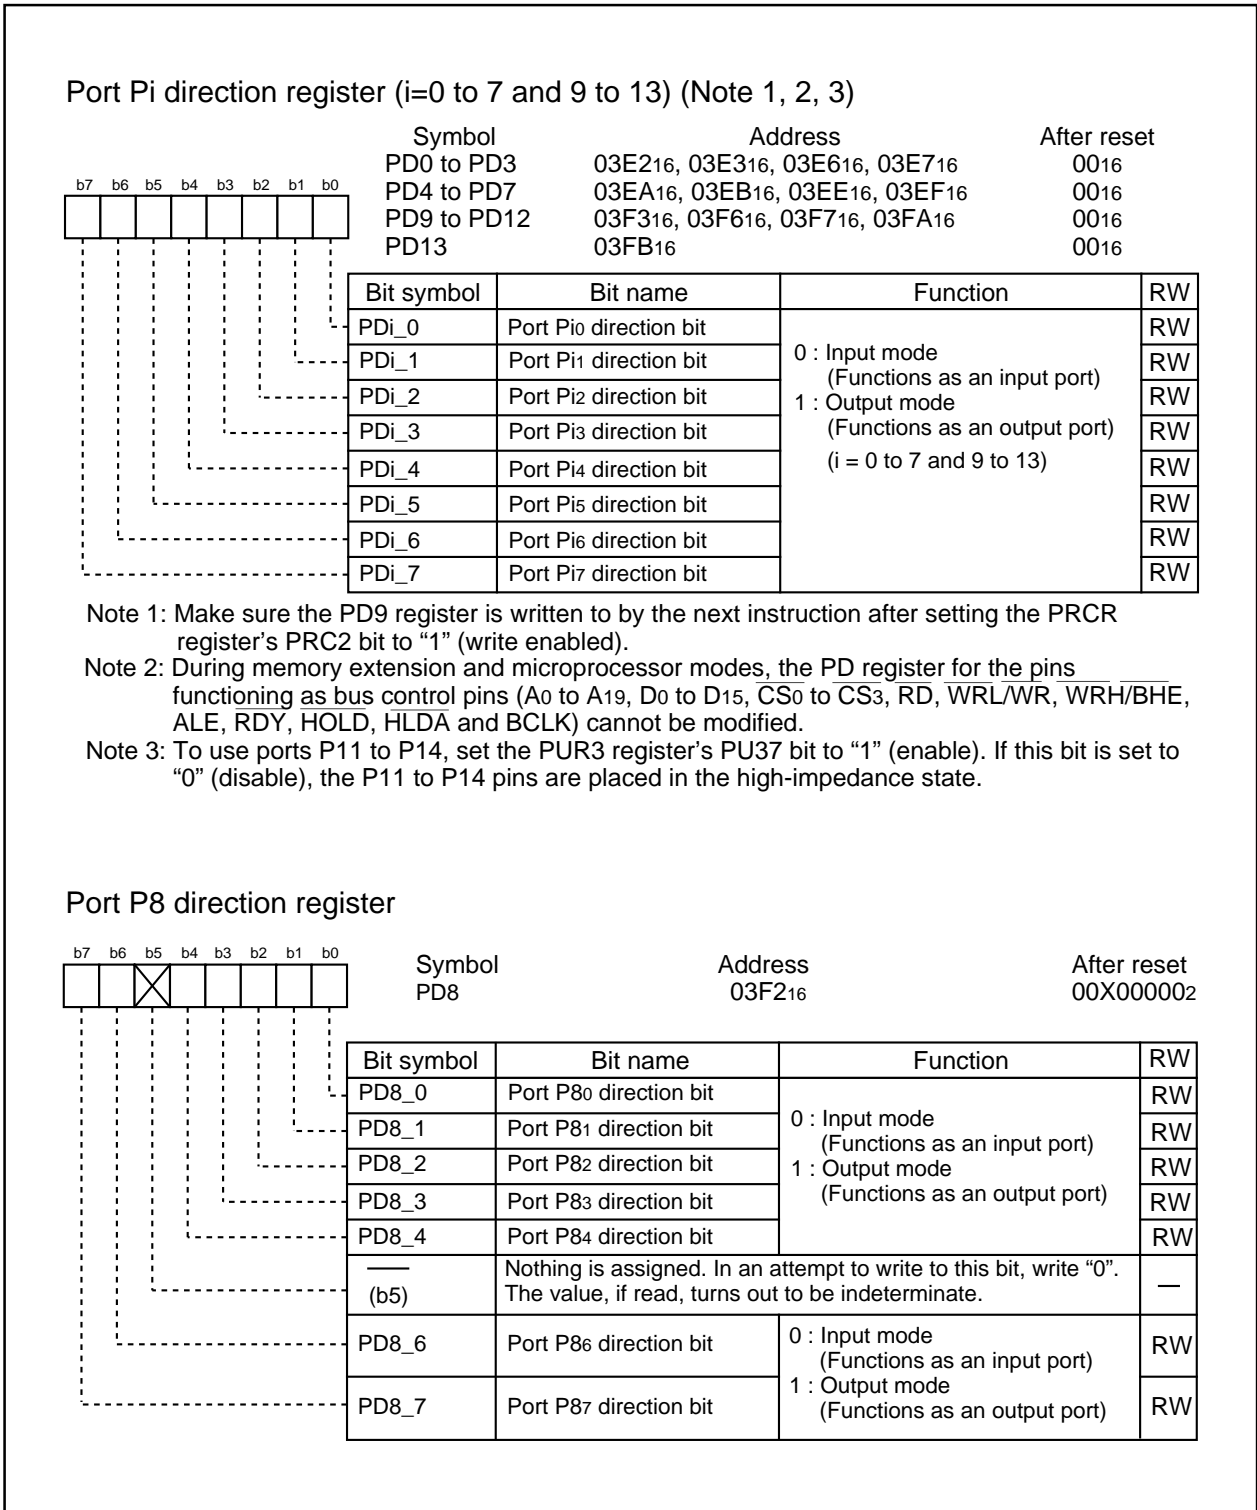 Port Pi direction register (i=0 to 7 and 9 to 13) (Note 1, 2, 3)
Symbol Address After reset
PD0 to PD3 03E216, 03E316, 03E616, 03E716 0016
PD4 to PD7 03EA16, 03EB16, 03EE16, 03EF16 0016
PD9 to PD12 03F316, 03F616, 03F716, 03FA16 0016
PD13 03FB16 0016
b7 b6 b5 b4 b3 b2 b1 b0
Bit symbol Bit name Function RW
PDi_0 Port Pi0 direction bit RW
PDi_1 Port Pi1 direction bit RW
PDi_2 Port Pi2 direction bit RW
PDi_3 Port Pi3 direction bit RW
PDi_4 Port Pi4 direction bit RW
PDi_5 Port Pi5 direction bit RW
PDi_6 Port Pi6 direction bit RW
PDi_7 Port Pi7 direction bit RW
0 : Input mode
(Functions as an input port)
1 : Output mode
(Functions as an output port)
(i = 0 to 7 and 9 to 13)
Note 1: Make sure the PD9 register is written to by the next instruction after setting the PRCR
register's PRC2 bit to “1” (write enabled).
Note 2: During memory extension and microprocessor modes, the PD register for the pins
functioning as bus control pins (A0 to A19, D0 to D15, CS0 to CS3, RD, WRL/WR, WRH/BHE,
ALE, RDY, HOLD, HLDA and BCLK) cannot be modified.
Note 3: To use ports P11 to P14, set the PUR3 register's PU37 bit to “1” (enable). If this bit is set to
“0” (disable), the P11 to P14 pins are placed in the high-impedance state.
Port P8 direction register
b7 b6 b5 b4 b3 b2 b1 b0
Symbol Address After reset
PD8 03F216 00X000002
Bit symbol Bit name Function RW
PD8_0 Port P80 direction bit RW
PD8_1 Port P81 direction bit RW
PD8_2 Port P82 direction bit RW
PD8_3 Port P83 direction bit RW
PD8_4 Port P84 direction bit RW
0 : Input mode
(Functions as an input port)
1 : Output mode
(Functions as an output port)
(b5) Nothing is assigned. In an attempt to write to this bit, write “0”.
The value, if read, turns out to be indeterminate. —
PD8_6 Port P86 direction bit RW
PD8_7 Port P87 direction bit RW
0 : Input mode
(Functions as an input port)
1 : Output mode
(Functions as an output port)